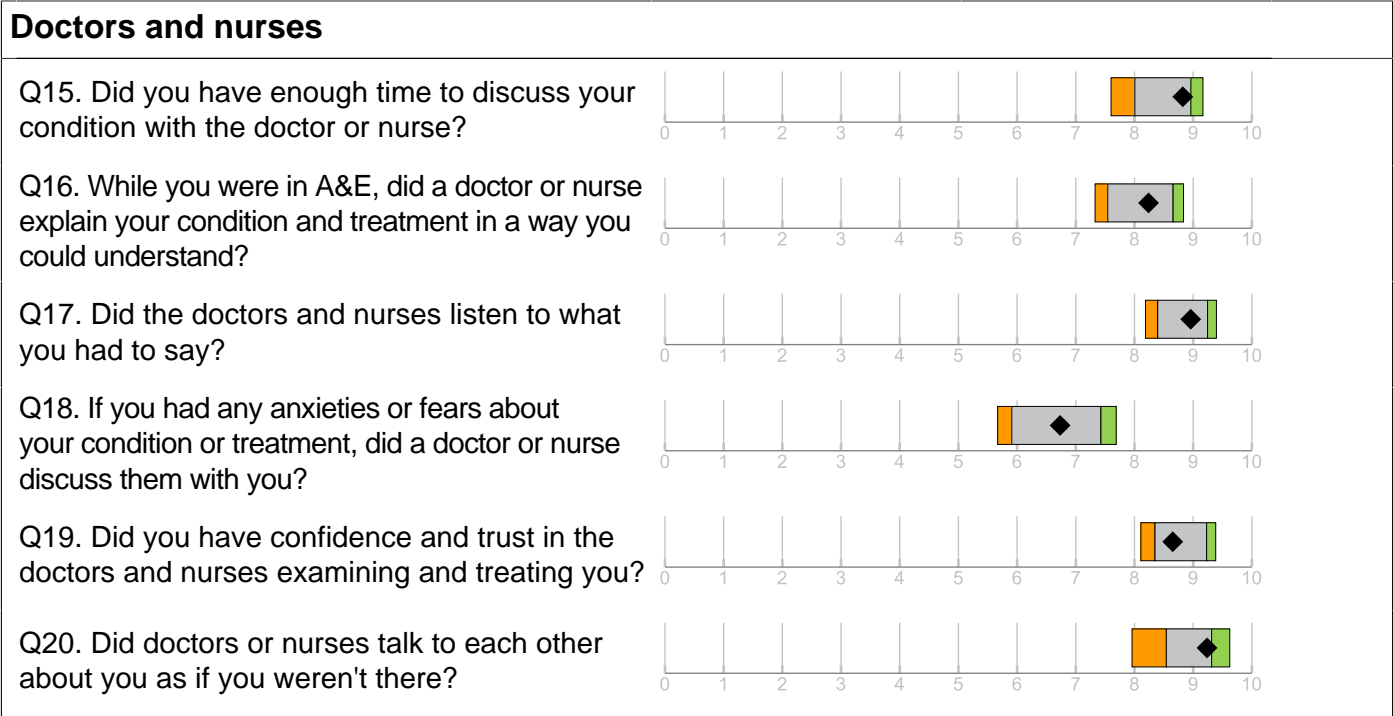 Doctors and nurses
Q15. Did you have enough time to discuss your
condition with the doctor or nurse?
0 1 2 3 4 5 6 7 8 9 10
Q16. While you were in A&E, did a doctor or nurse
explain your condition and treatment in a way you
could understand?
0 1 2 3 4 5 6 7 8 9 10
Q17. Did the doctors and nurses listen to what
you had to say?
0 1 2 3 4 5 6 7 8 9 10
Q18. If you had any anxieties or fears about
your condition or treatment, did a doctor or nurse
discuss them with you?
0 1 2 3 4 5 6 7 8 9 10
Q19. Did you have confidence and trust in the
doctors and nurses examining and treating you?
0 1 2 3 4 5 6 7 8 9 10
Q20. Did doctors or nurses talk to each other
about you as if you weren't there?
0 1 2 3 4 5 6 7 8 9 10